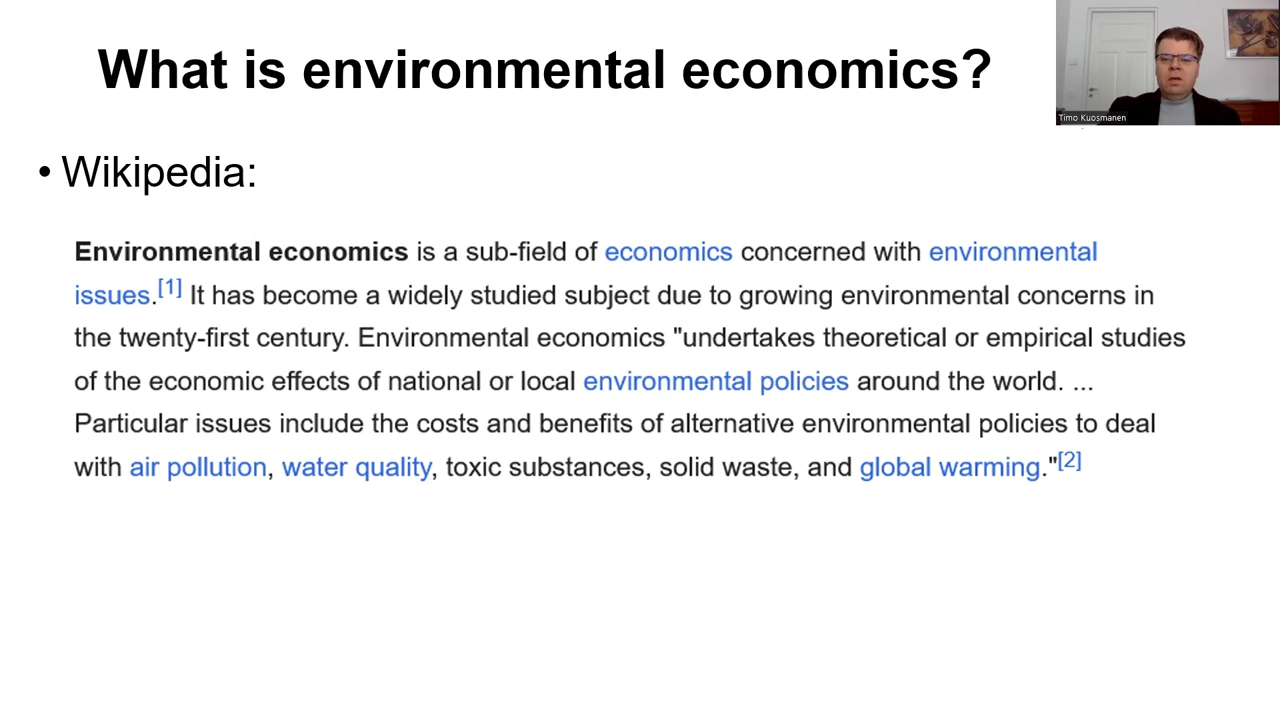 What is environmental economics?
Timo Kuosmanen
• Wikipedia:
Environmental economics is a sub-field of economics concerned with environmental
issues.[1] It has become a widely studied subject due to growing environmental concerns in
the twenty-first century. Environmental economics "undertakes theoretical or empirical studies
of the economic effects of national or local environmental policies around the world. ...
Particular issues include the costs and benefits of alternative environmental policies to deal
with air pollution, water quality, toxic substances, solid waste, and global warming."[2]